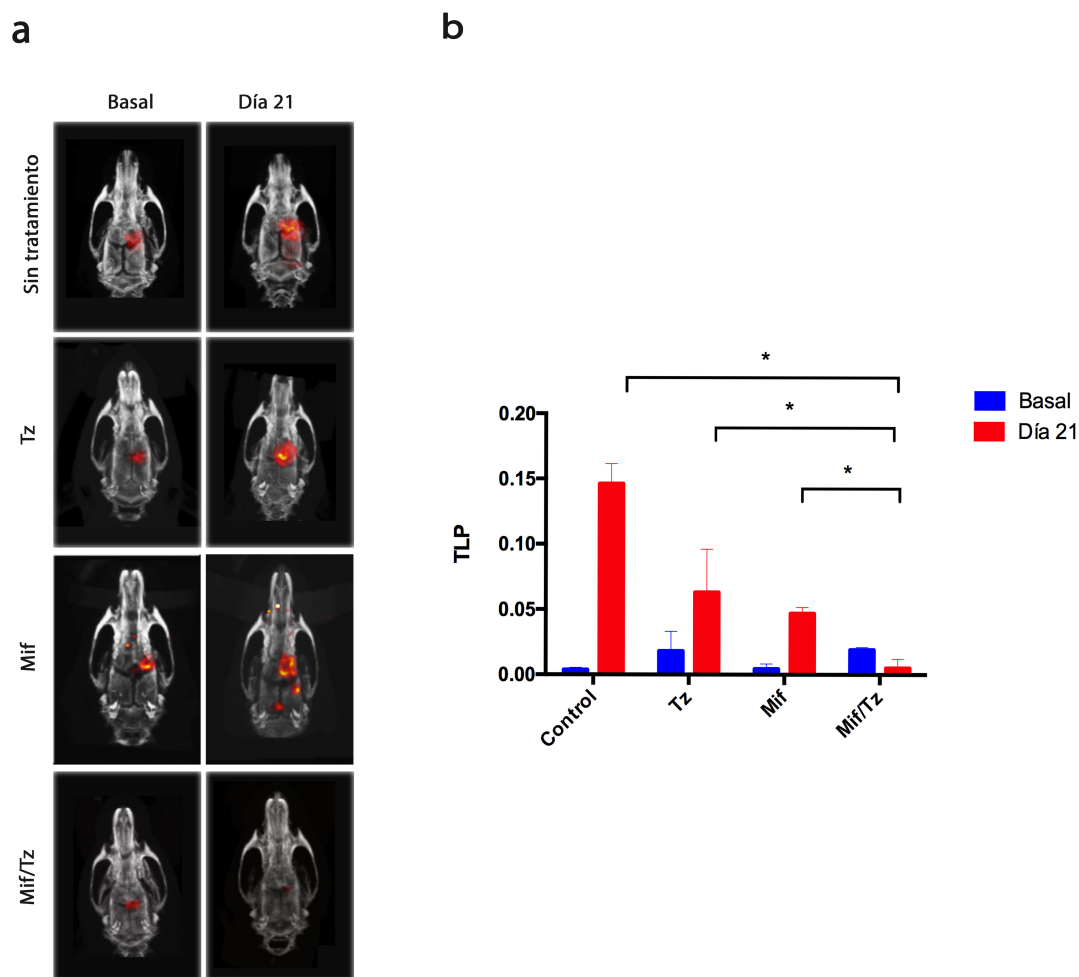 a
b
Basal
Día 21
Sin tratamiento
Tz
Mif
Mif/Tz
*
*
*
Basal
Día 21
TLP
0.20
0.15
0.10
0.05
0.00
Control
Tz
Mif
Mif/Tz